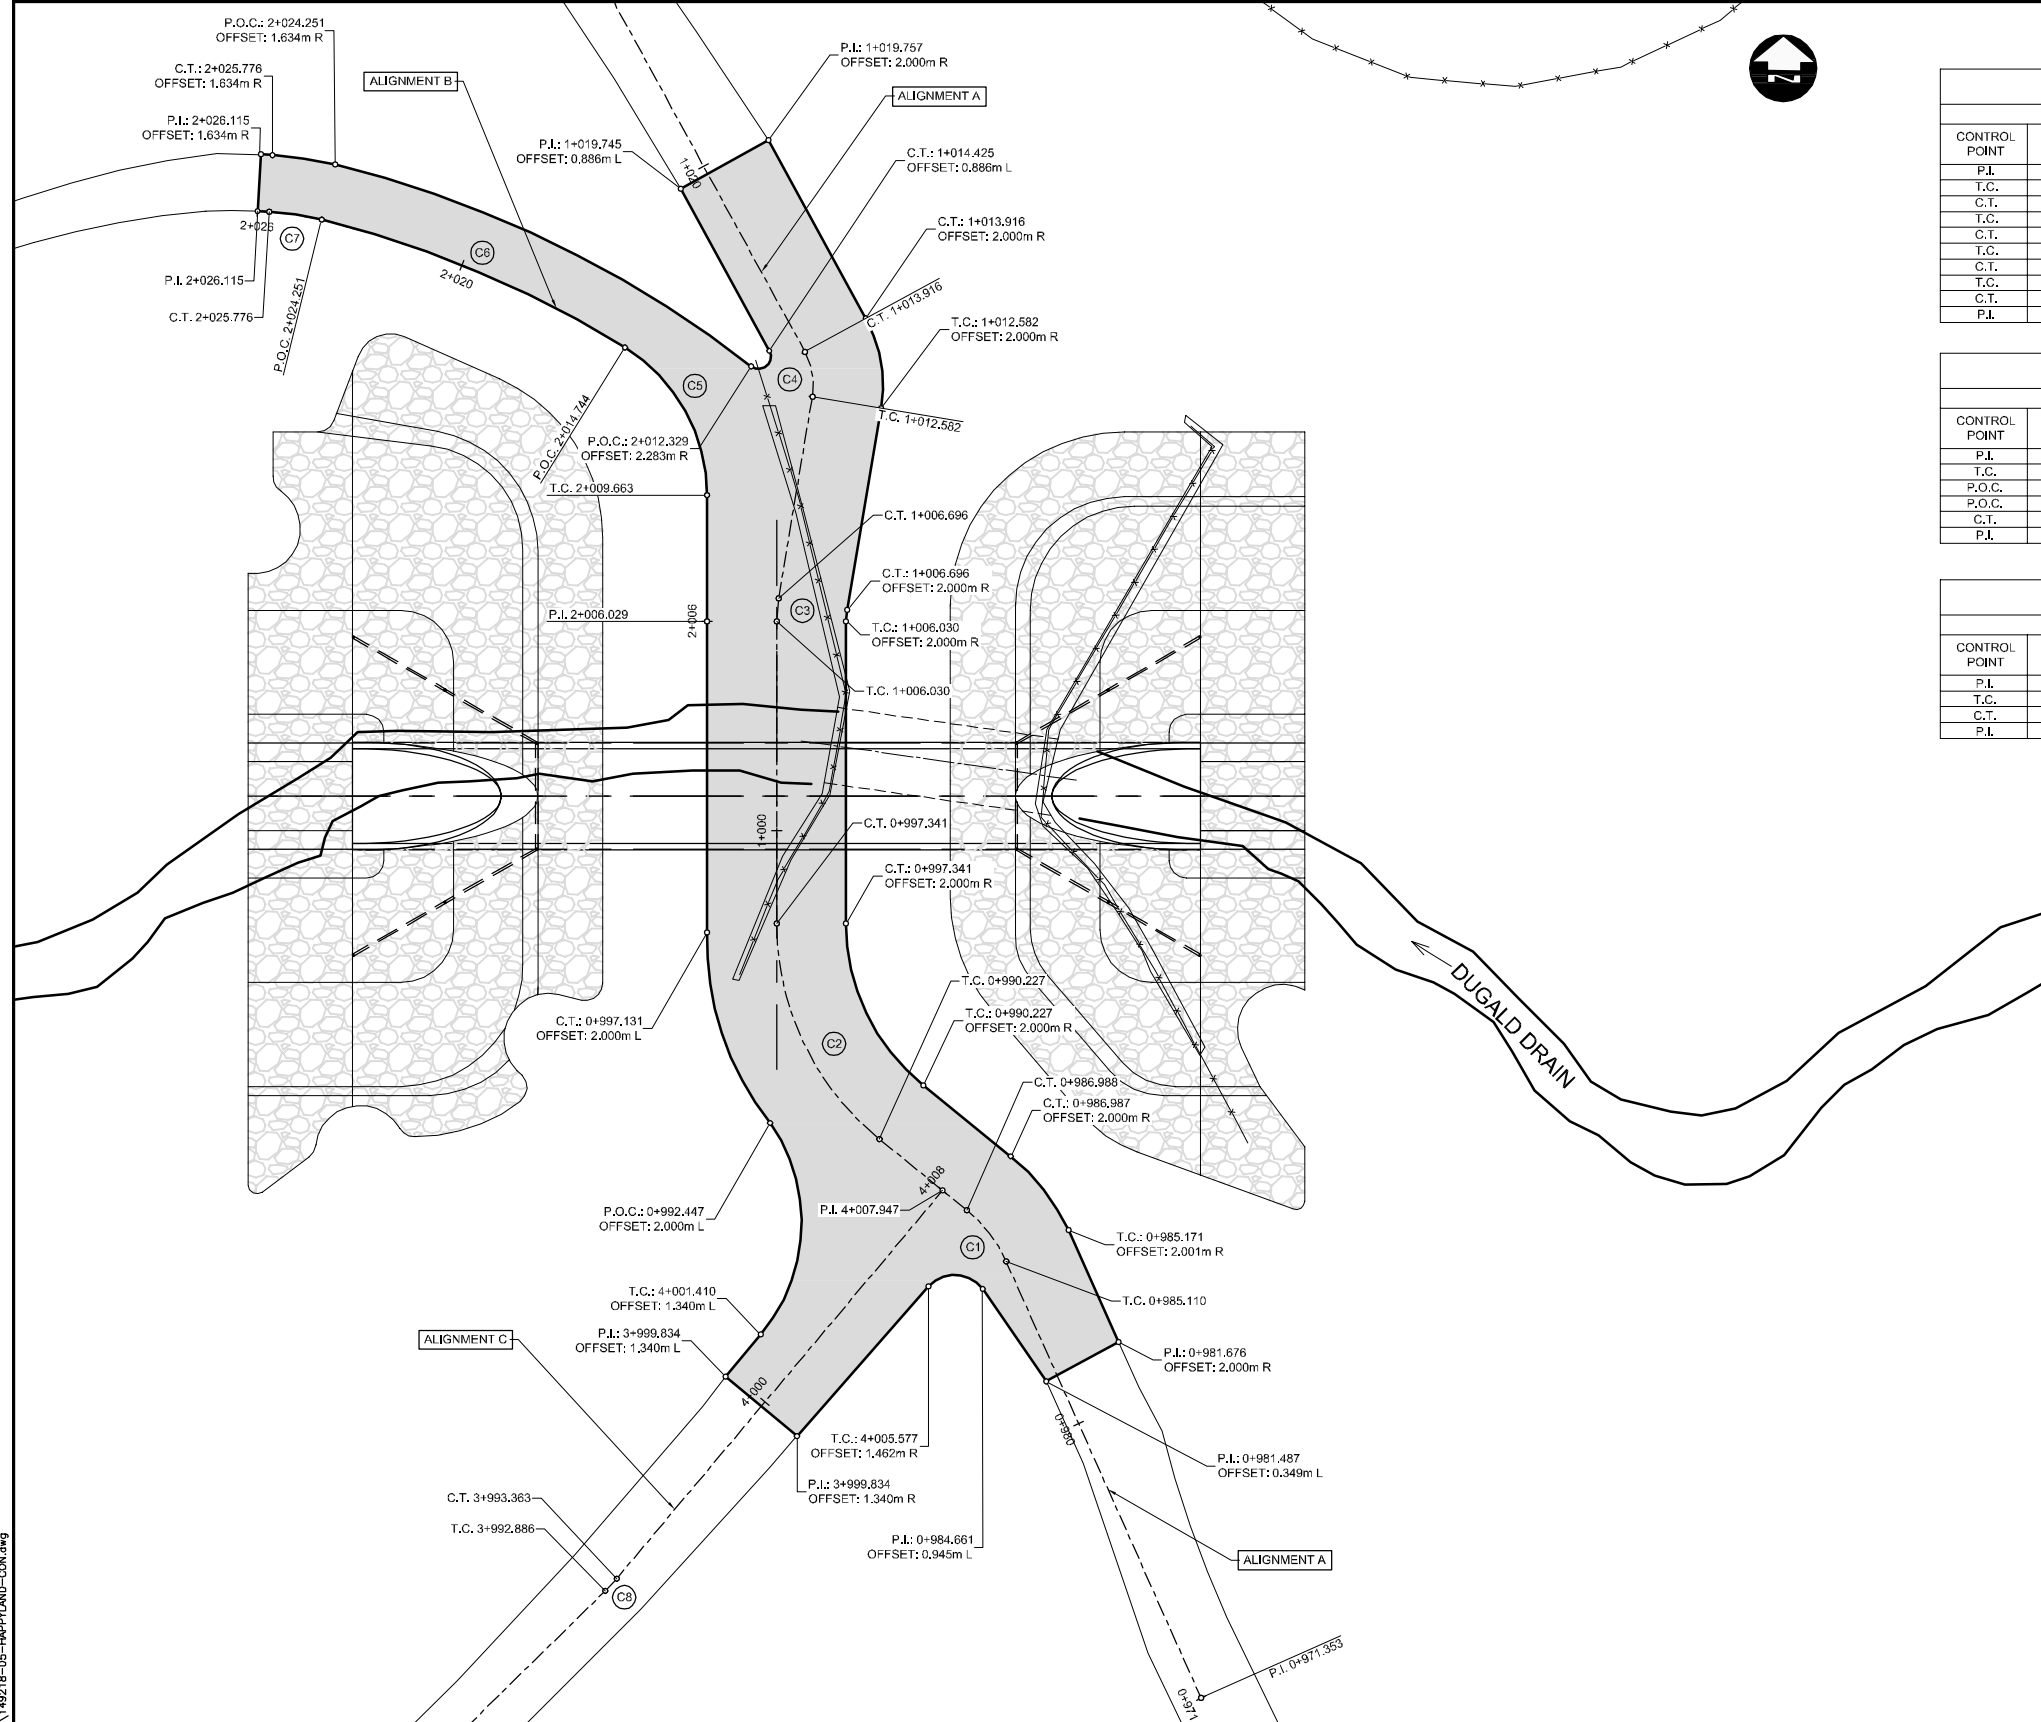 P.O.C.: 2+024.251
OFFSET: 1.634m R
C.T.: 2+025.776
OFFSET: 1.634m R
P.I.: 2+026.115
OFFSET: 1.634m R
ALIGNMENT B
P.I.: 1+019.757
OFFSET: 2.000m R
ALIGNMENT A
P.I.: 1+019.745
OFFSET: 0.886m L
1+020
C.T.: 1+014.425
OFFSET: 0.886m L
C.T.: 1+013.916
OFFSET: 2.000m R
N
2+026
C7
C6
2+020
P.I. 2+026.115
C.T. 2+025.776
P.O.C. 2+024.251
C.T. 1+013.916
T.C.: 1+012.582
OFFSET: 2.000m R
C5
C4
T.C. 1+012.582
P.O.C. 2+014.744
P.O.C.: 2+012.329
OFFSET: 2.283m R
T.C. 2+009.663
C.T. 1+006.696
C.T.: 1+006.696
OFFSET: 2.000m R
P.I. 2+006.029
2+006
C3
T.C.: 1+006.030
OFFSET: 2.000m R
T.C. 1+006.030
1+000
C.T. 0+997.341
C.T.: 0+997.341
OFFSET: 2.000m R
T.C. 0+990.227
T.C.: 0+990.227
OFFSET: 2.000m R
DUGALD DRAIN
C.T.: 0+997.131
OFFSET: 2.000m L
C2
C.T. 0+986.988
C.T.: 0+986.987
OFFSET: 2.000m R
4+008
P.O.C.: 0+992.447
OFFSET: 2.000m L
P.I. 4+007.947
C1
T.C.: 0+985.171
OFFSET: 2.001m R
T.C.: 4+001.410
OFFSET: 1.340m L
T.C. 0+985.110
ALIGNMENT C
P.I.: 3+999.834
OFFSET: 1.340m L
P.I.: 0+981.676
OFFSET: 2.000m R
4+000
0+980
T.C.: 4+005.577
OFFSET: 1.462m R
P.I.: 0+981.487
OFFSET: 0.349m L
P.I.: 3+999.834
OFFSET: 1.340m R
C.T. 3+993.363
T.C. 3+992.886
P.I.: 0+984.661
OFFSET: 0.945m L
ALIGNMENT A
C8
P.I. 0+971.353
0+971
CONTROL
POINT
P.I.
T.C.
C.T.
T.C.
C.T.
T.C.
C.T.
T.C.
C.T.
P.I.
CONTROL
POINT
P.I.
T.C.
P.O.C.
P.O.C.
C.T.
P.I.
CONTROL
POINT
P.I.
T.C.
C.T.
P.I.
\149218-05-HAPPYLAND-CON.dwg